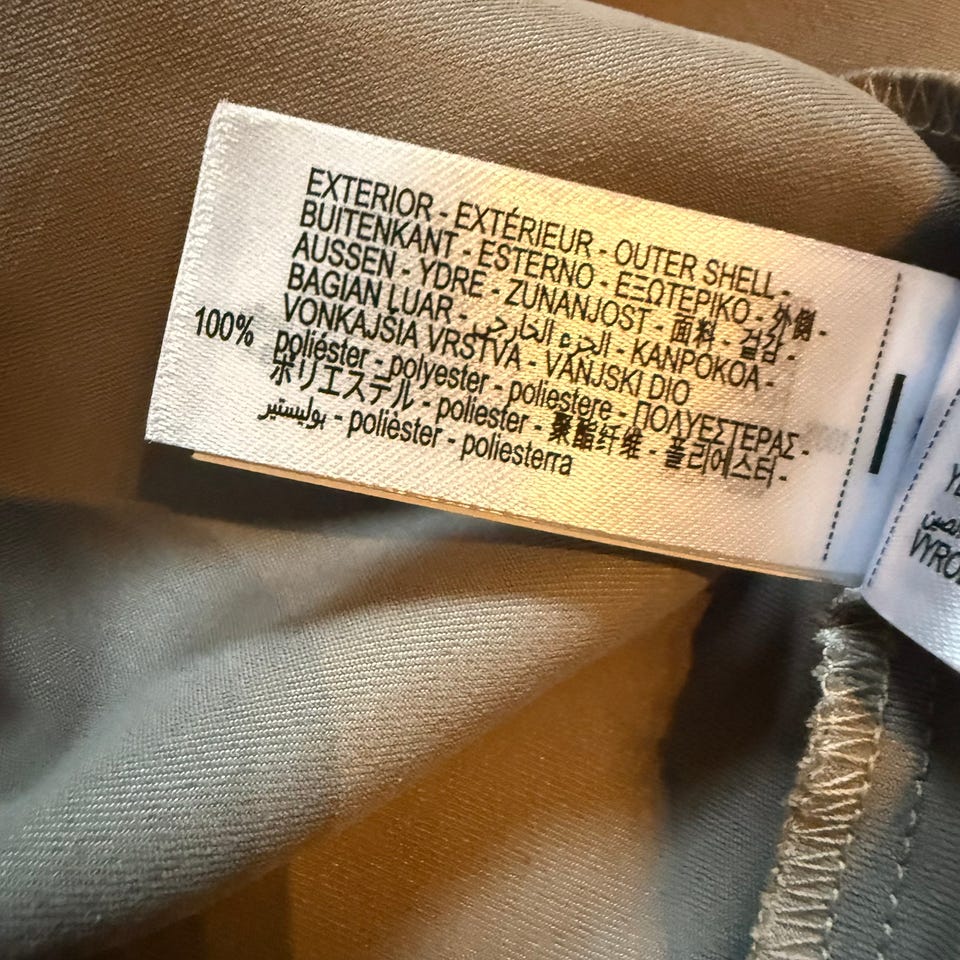 EXTERIOR - EXTÉRIEUR - OUTER SHELL -
BUITENKANT - ESTERNO - ΕΞΩΤΕΡΙΚΟ - 外側 -
AUSSEN - YDRE - ZUNANJOST - 面料 - 겉감 -
BAGIAN LUAR - الجزء الخارجي - KANPOKOA -
VONKAJŠIA VRSTVA - VANJSKI DIO
100% poliéster - polyester - poliestere - ΠΟΛΥΕΣΤΕΡΑΣ -
ポリエステル - poliester - 聚酯纤维 - 폴리에스터 -
بوليستير - polièster - poliesterra